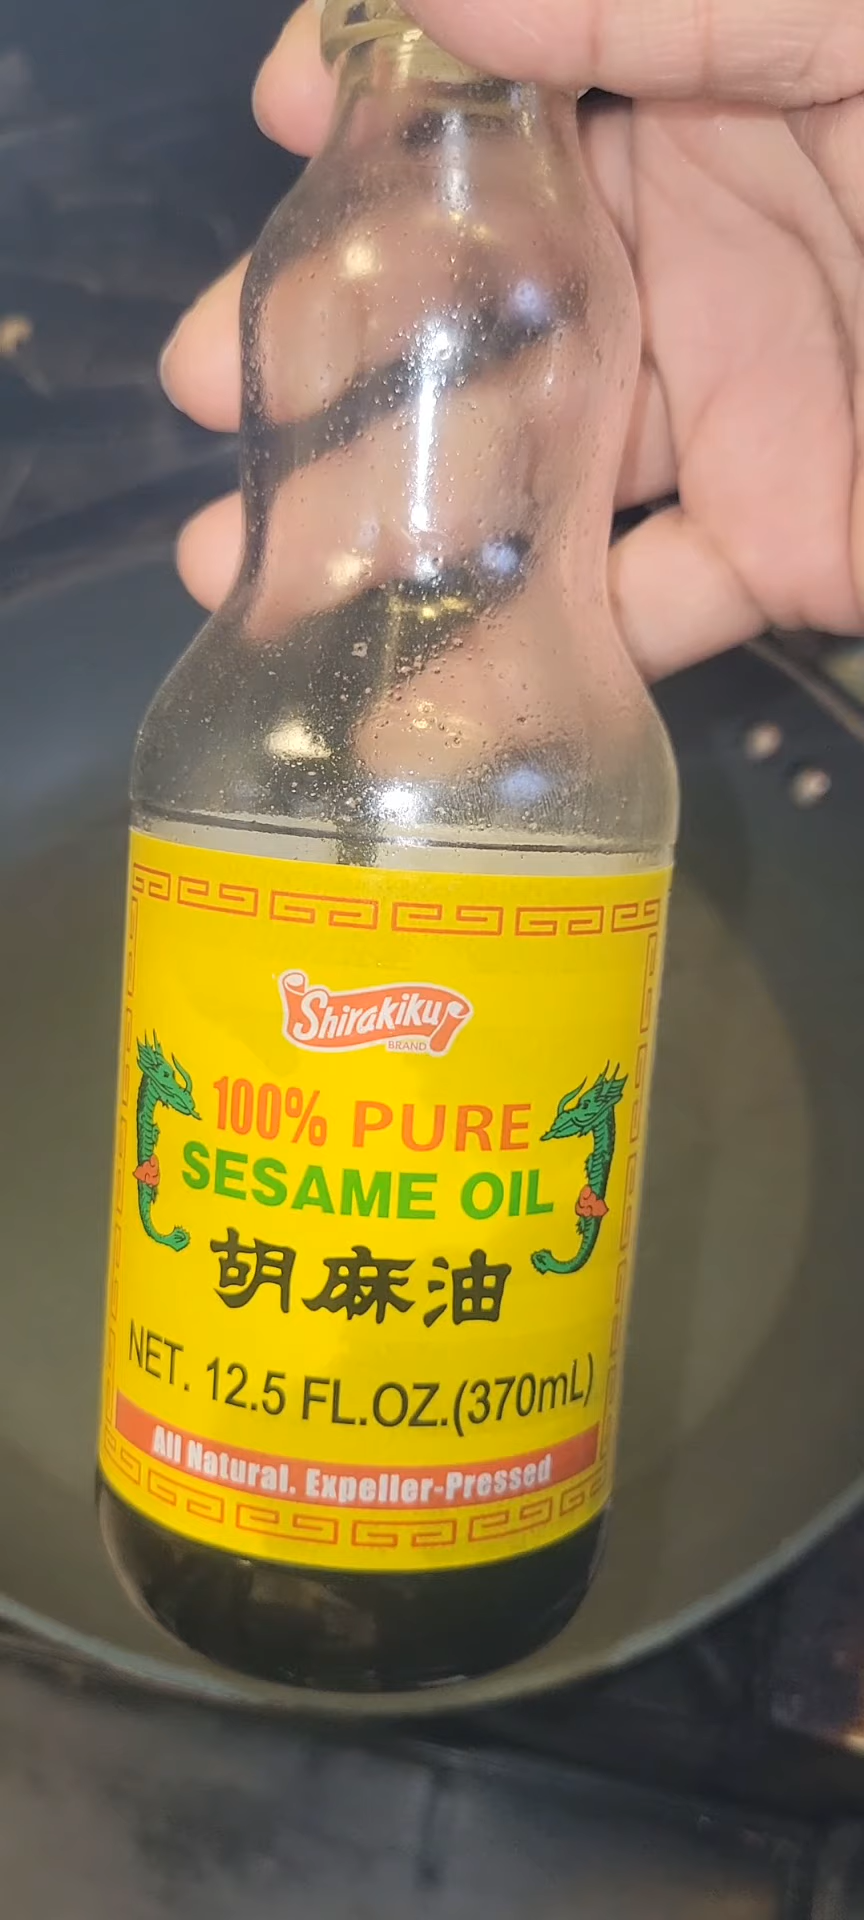 Shirakiku
BRAND
100% PURE
SESAME OIL
胡麻油
NET. 12.5 FL.OZ.(370mL)
All Natural. Expeller-Pressed